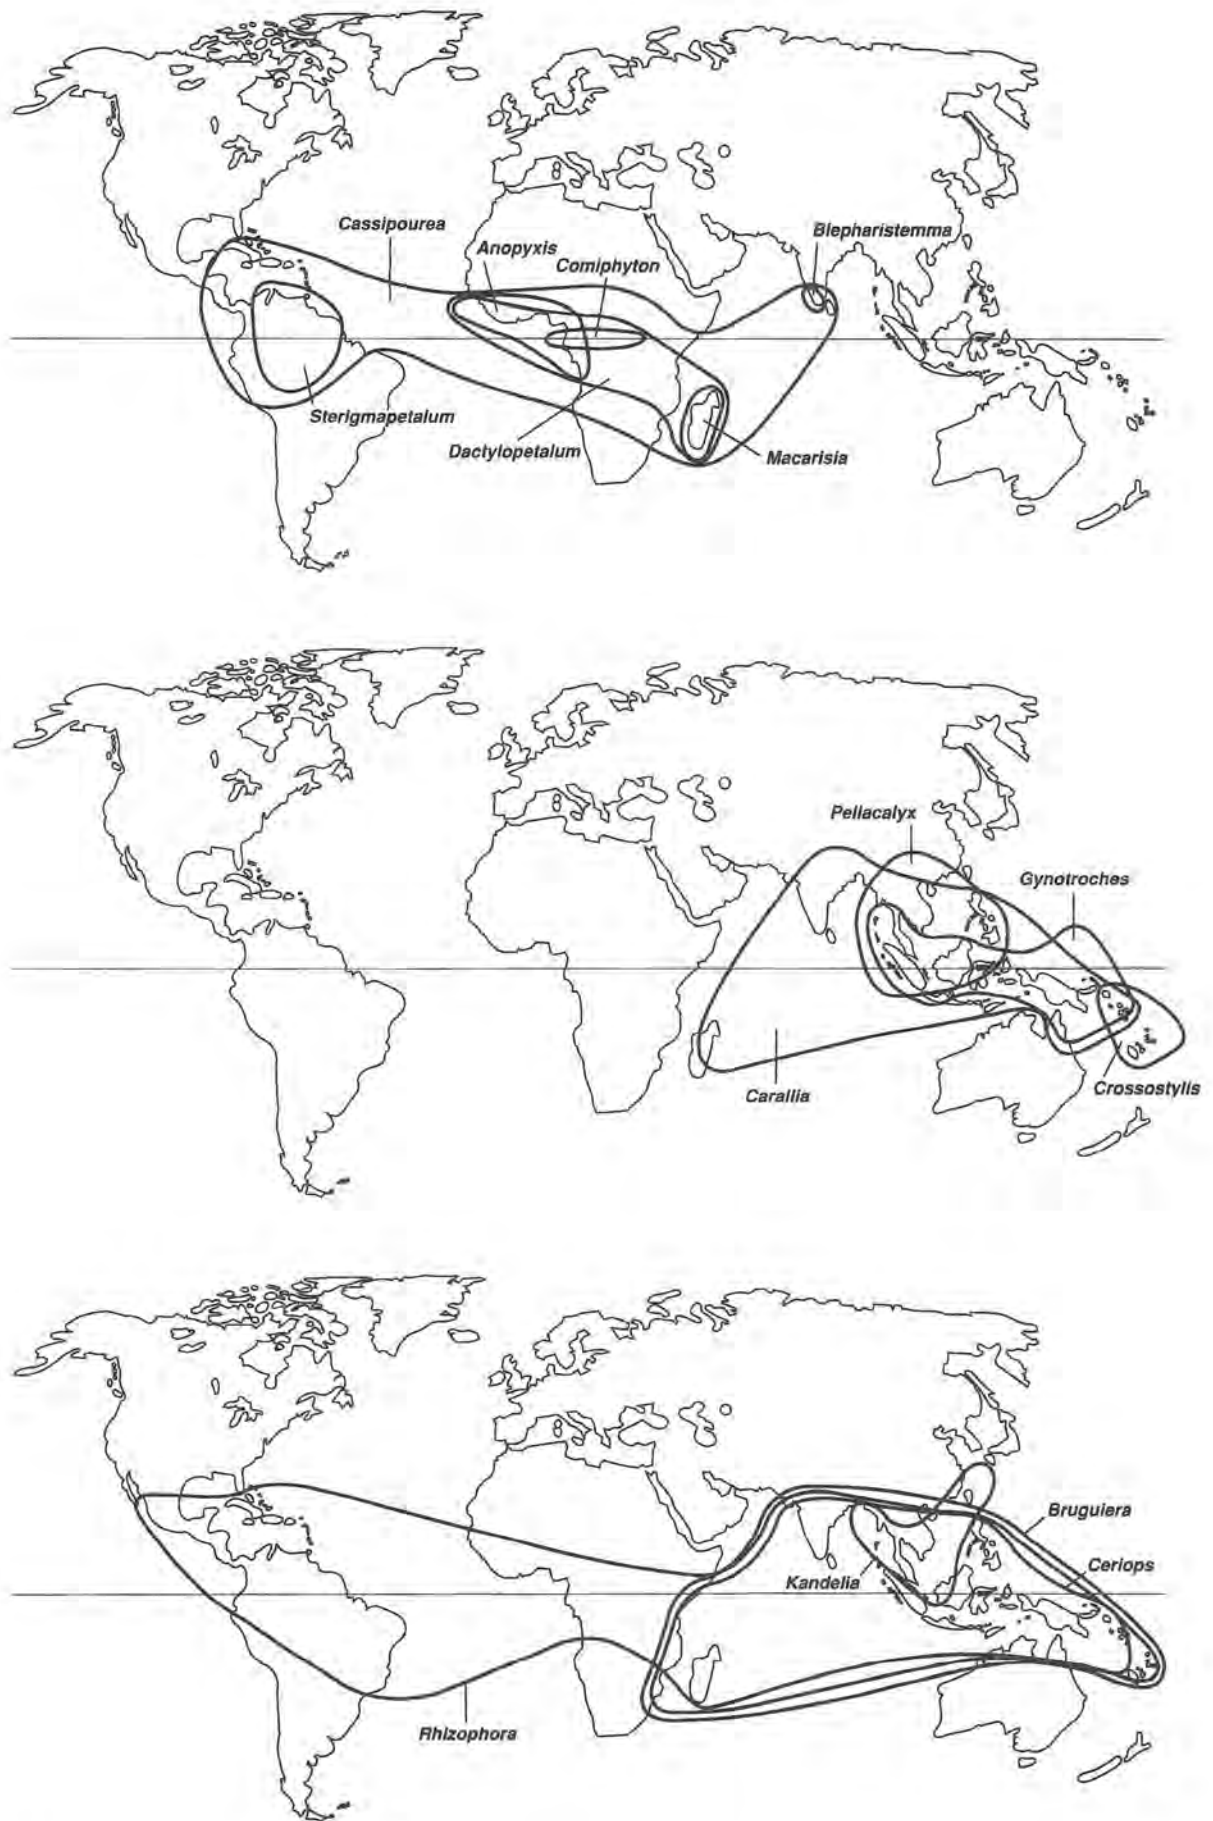 Cassipourea
Anopyxis
Comiphyton
Blepharistemma
Sterigmapetalum
Dactylopetalum
Macarisia
Pellacalyx
Gynotroches
Carallia
Crossostylis
Bruguiera
Ceriops
Kandelia
Rhizophora